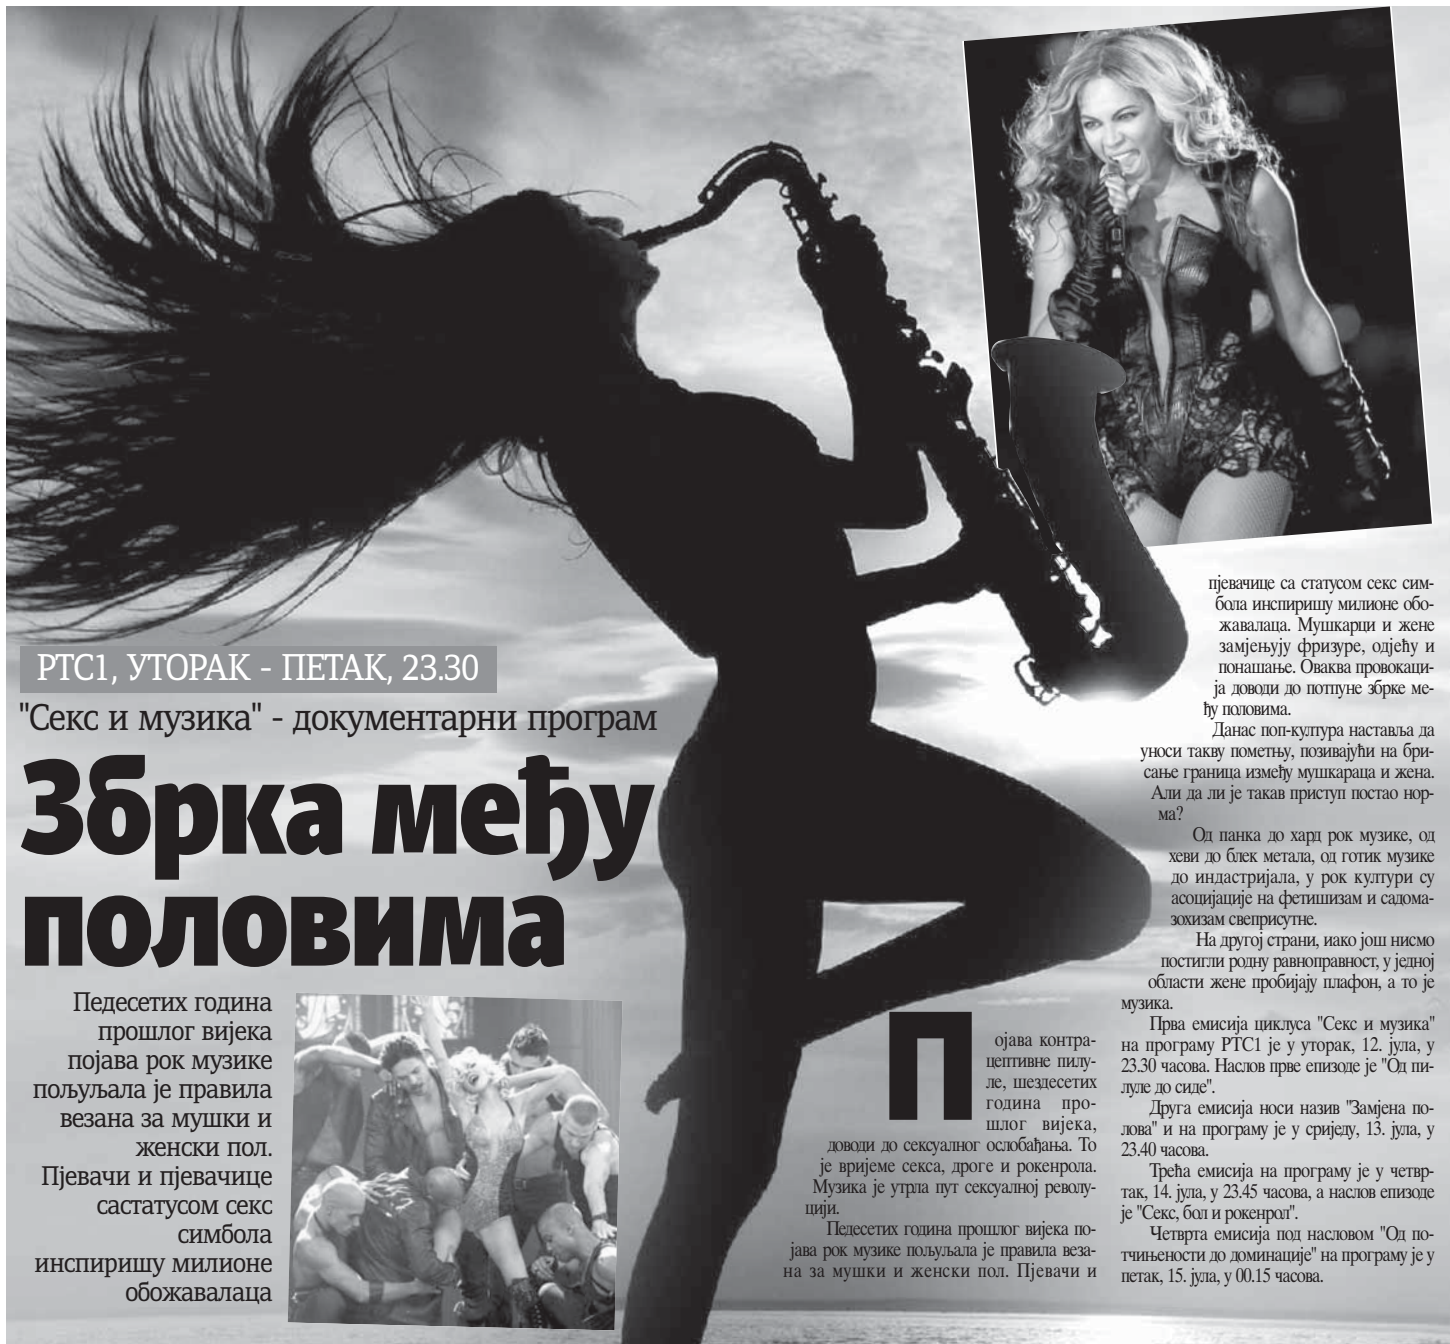 РТС1, УТОРАК - ПЕТАК, 23.30
"Секс и музика" - документарни програм
Збрка међу
половима
Педесетих година
прошлог вијека
појава рок музике
пољуљала је правила
везана за мушки и
женски пол.
Пјевачи и пјевачице
састатусом секс
симбола
инспиришу милионе
обожавалаца
Појава контра-
цептивне пилу-
ле, шездесетих
година про-
шлог вијека,
доводи до сексуалног ослобађања. То
је вријеме секса, дроге и рокенрола.
Музика је утрла пут сексуалној револу-
цији.
Педесетих година прошлог вијека по-
јава рок музике пољуљала је правила веза-
на за мушки и женски пол. Пјевачи и
пјевачице са статусом секс сим-
бола инспиришу милионе обо-
жавалаца. Мушкарци и жене
замјењују фризуре, одјећу и
понашање. Оваква провокаци-
ја доводи до потпуне збрке ме-
ђу половима.
Данас поп-култура наставља да
уноси такву пометњу, позивајући на бри-
сање граница између мушкараца и жена.
Али да ли је такав приступ постао нор-
ма?
Од панка до хард рок музике, од
хеви до блек метала, од готик музике
до индастријала, у рок култури су
асоцијације на фетишизам и садома-
зохизам свеприсутне.
На другој страни, иако још нисмо
постигли родну равноправност, у једној
области жене пробијају плафон, а то је
музика.
Прва емисија циклуса "Секс и музика"
на програму РТС1 је у уторак, 12. јула, у
23.30 часова. Наслов прве епизоде је "Од пи-
луле до сиде".
Друга емисија носи назив "Замјена по-
лова" и на програму је у сриједу, 13. јула, у
23.40 часова.
Трећа емисија на програму је у четвр-
так, 14. јула, у 23.45 часова, а наслов епизоде
је "Секс, бол и рокенрол".
Четврта емисија под насловом "Од по-
тчињености до доминације" на програму је у
петак, 15. јула, у 00.15 часова.